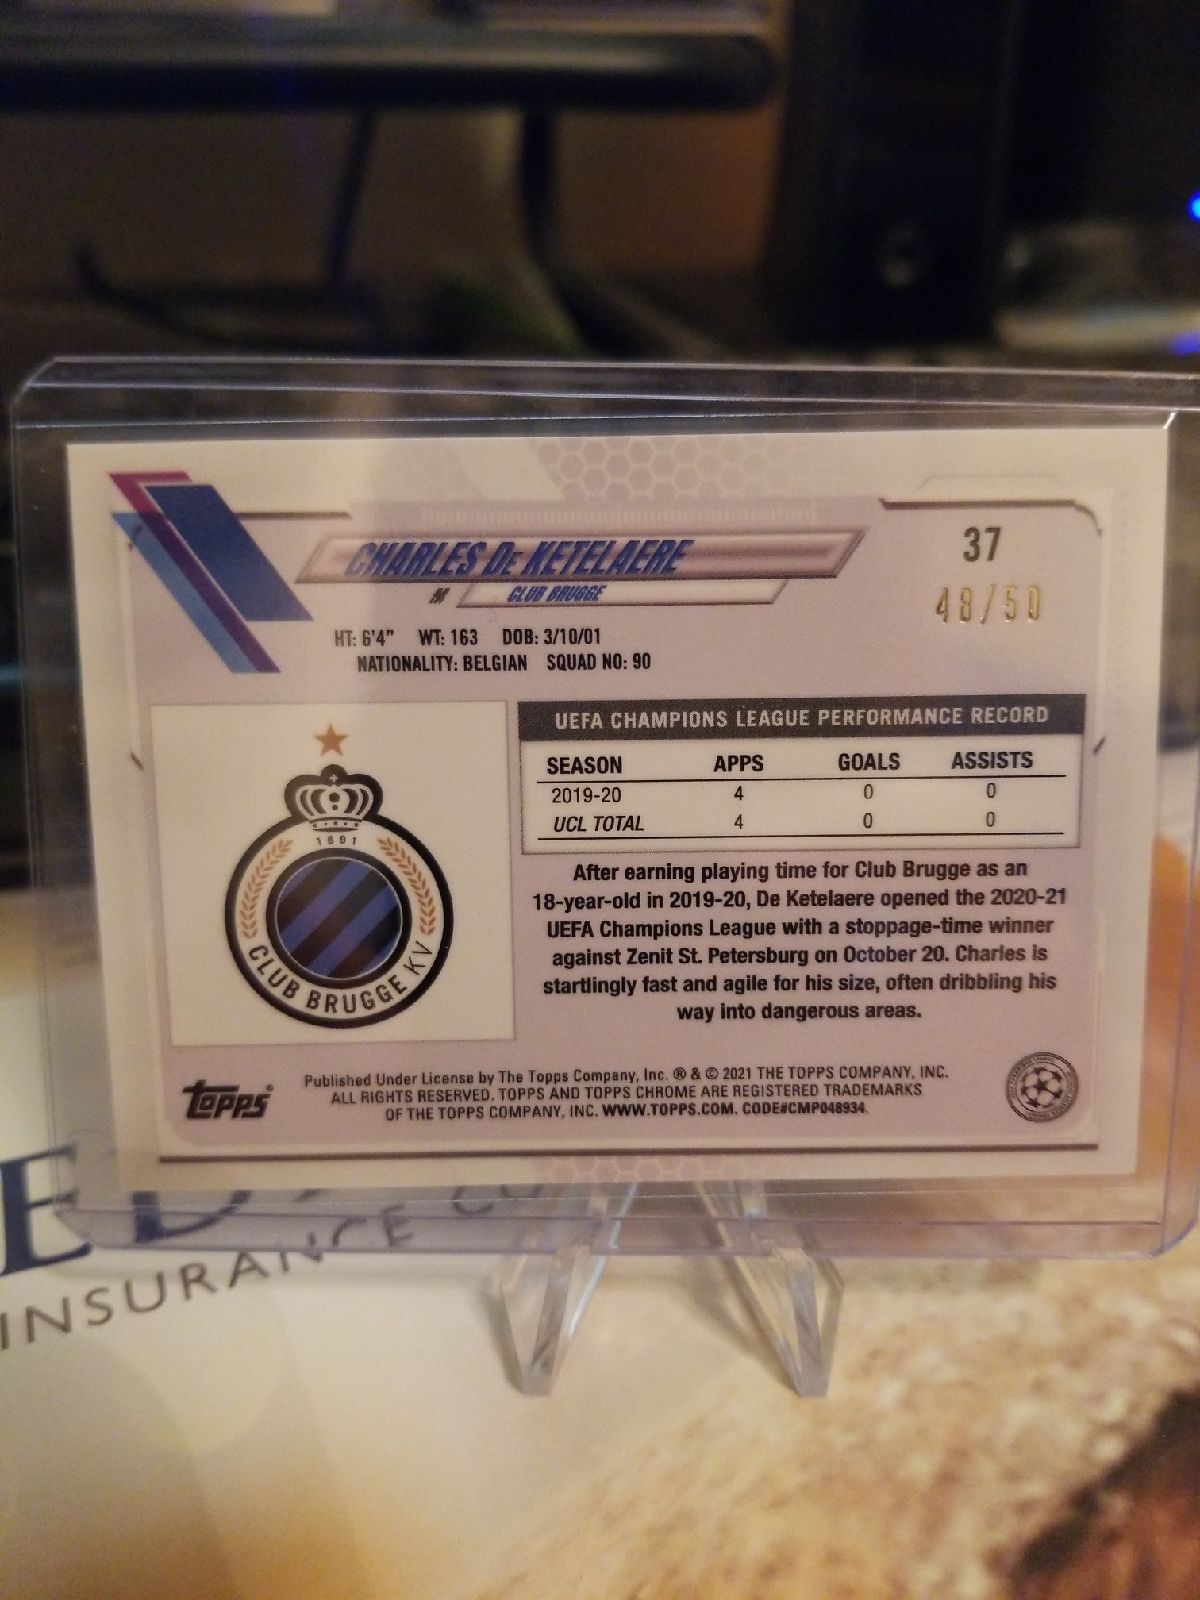 CHARLES DE KETELAERE
CLUB BRUGGE
37
48/50
HT: 6'4" WT: 163 DOB: 3/10/01
NATIONALITY: BELGIAN SQUAD NO: 90
1891
CLUB BRUGGE KV
UEFA CHAMPIONS LEAGUE PERFORMANCE RECORD
SEASON APPS GOALS ASSISTS
2019-20 4 0 0
UCL TOTAL 4 0 0
After earning playing time for Club Brugge as an
18-year-old in 2019-20, De Ketelaere opened the 2020-21
UEFA Champions League with a stoppage-time winner
against Zenit St. Petersburg on October 20. Charles is
startlingly fast and agile for his size, often dribbling his
way into dangerous areas.
Topps®
Published Under License by The Topps Company, Inc. ® & © 2021 THE TOPPS COMPANY, INC.
ALL RIGHTS RESERVED. TOPPS AND TOPPS CHROME ARE REGISTERED TRADEMARKS
OF THE TOPPS COMPANY, INC. WWW.TOPPS.COM. CODE#CMP048934.
INSURANCE